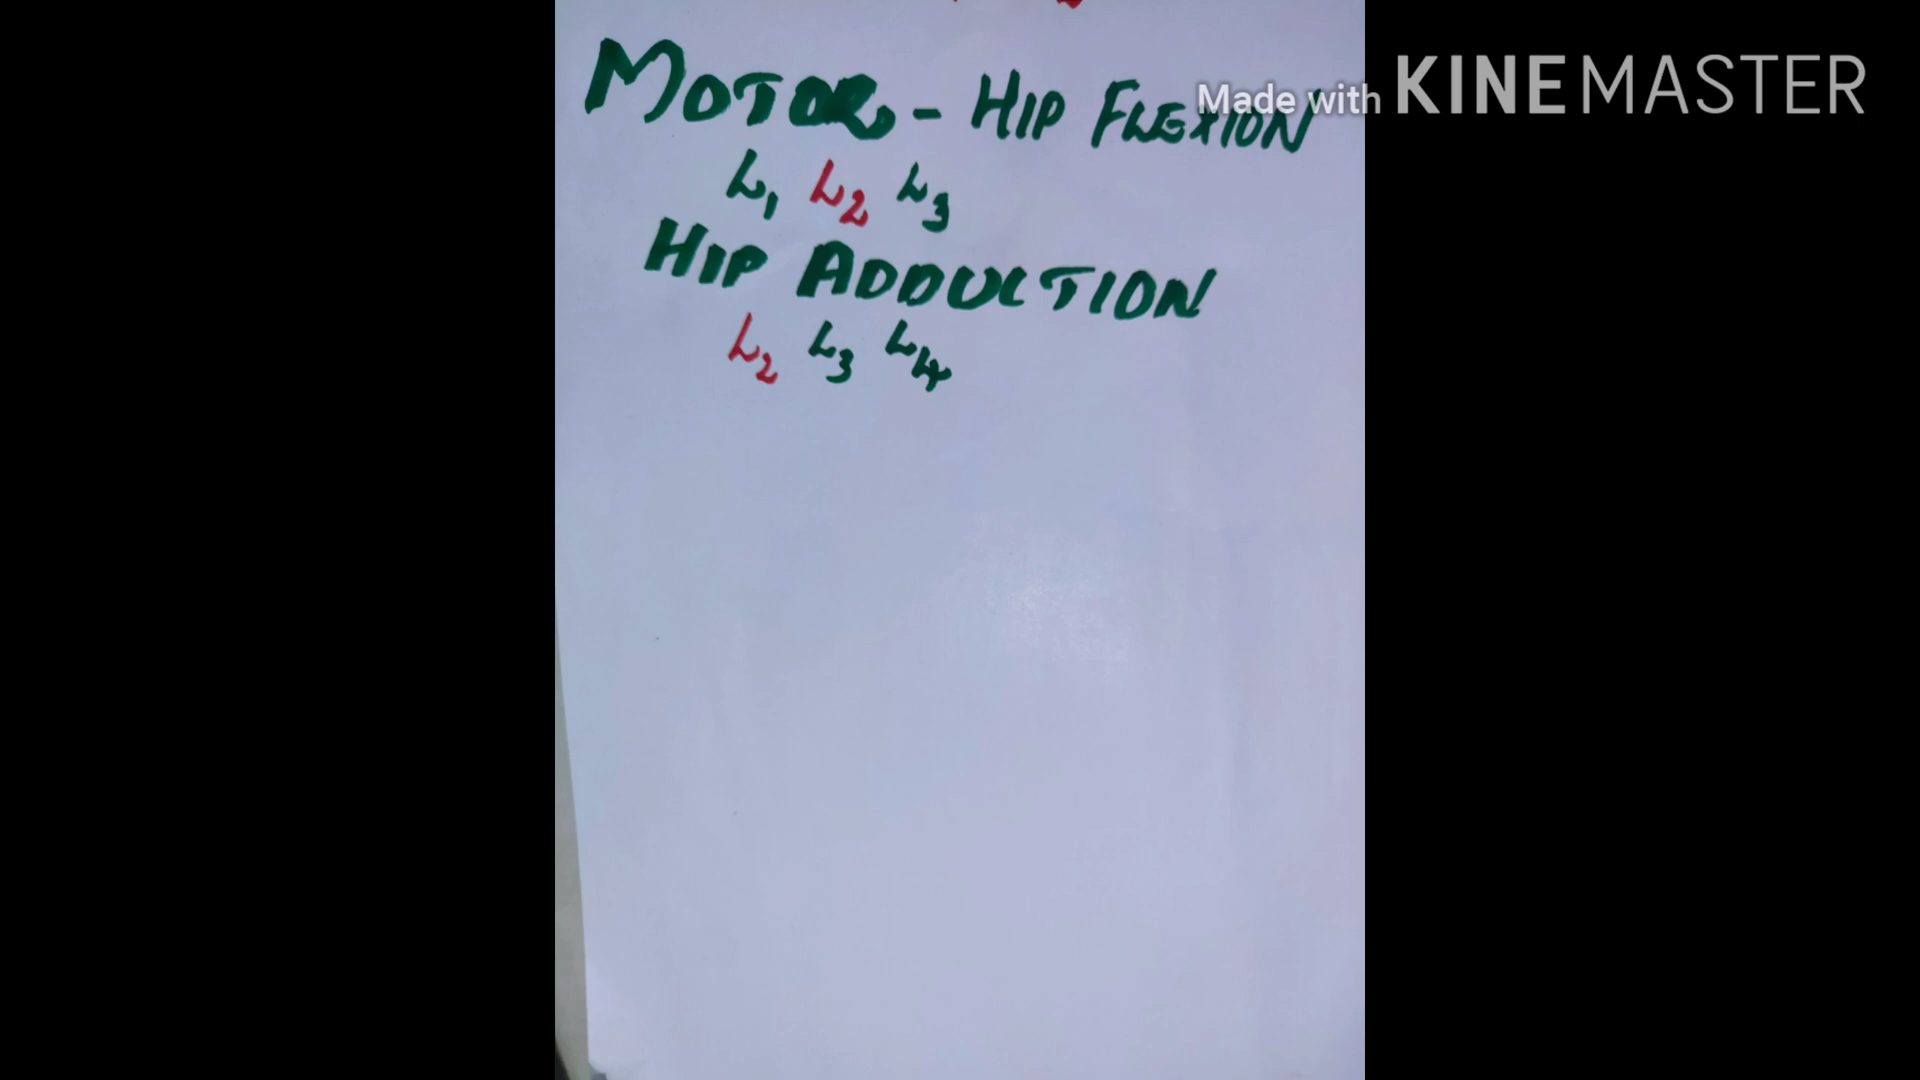 MOTOR - HIP FLEXION
L1 L2 L3
HIP ADDUCTION
L2 L3 L4
Made with KINEMASTER